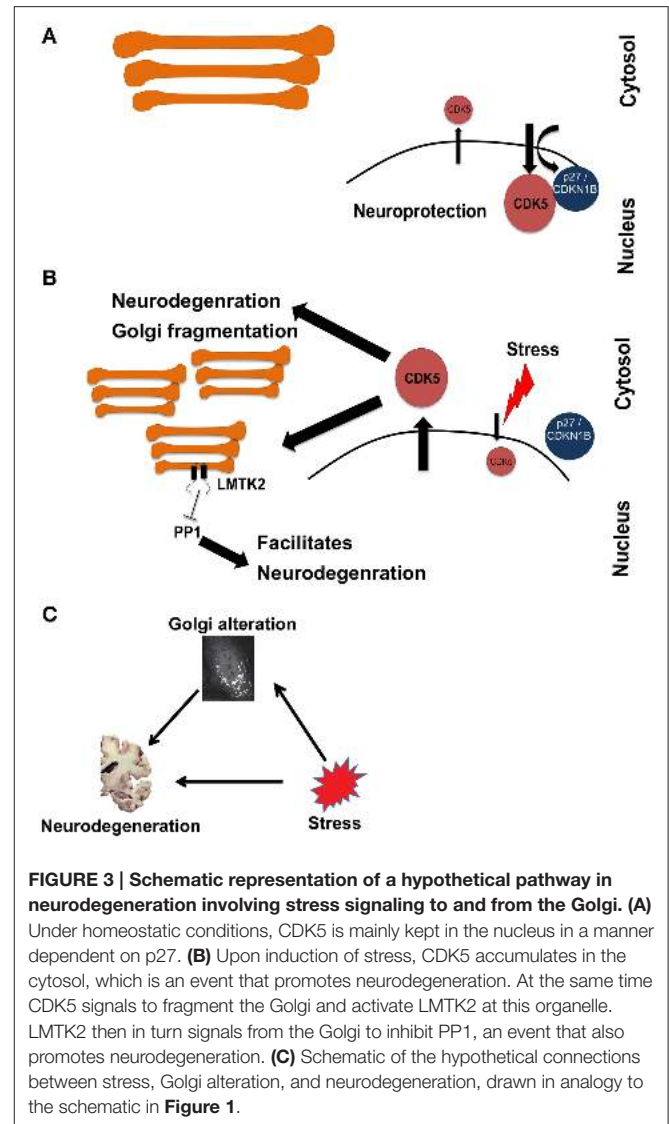 A
Cytosol
CDK5
Neuroprotection
CDK5
p27 /
CDKN1B
Nucleus
B
Neurodegenration
Golgi fragmentation
CDK5
Stress
Cytosol
p27 /
CDKN1B
CDK5
LMTK2
PP1
Facilitates
Neurodegenration
Nucleus
C
Golgi alteration
Neurodegeneration
Stress
FIGURE 3 | Schematic representation of a hypothetical pathway in
neurodegeneration involving stress signaling to and from the Golgi. (A)
Under homeostatic conditions, CDK5 is mainly kept in the nucleus in a manner
dependent on p27. (B) Upon induction of stress, CDK5 accumulates in the
cytosol, which is an event that promotes neurodegeneration. At the same time
CDK5 signals to fragment the Golgi and activate LMTK2 at this organelle.
LMTK2 then in turn signals from the Golgi to inhibit PP1, an event that also
promotes neurodegeneration. (C) Schematic of the hypothetical connections
between stress, Golgi alteration, and neurodegeneration, drawn in analogy to
the schematic in Figure 1.